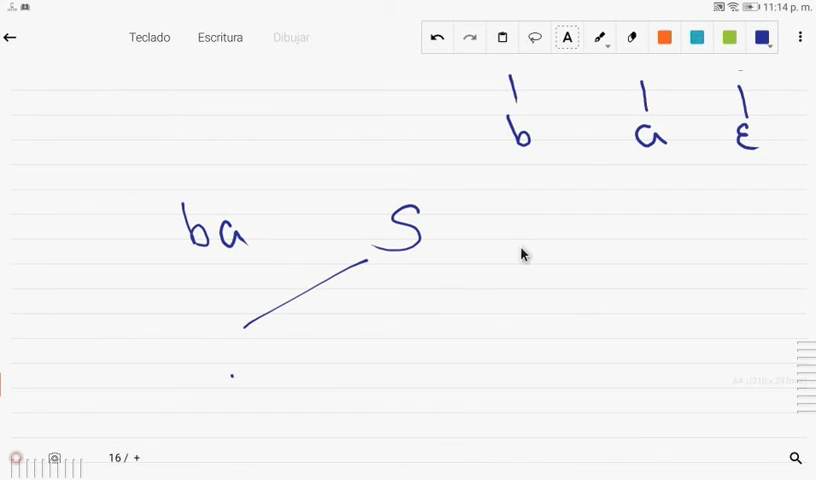 11:14 p. m.
Teclado Escritura Dibujar A
b a ε
ba S
16 / +